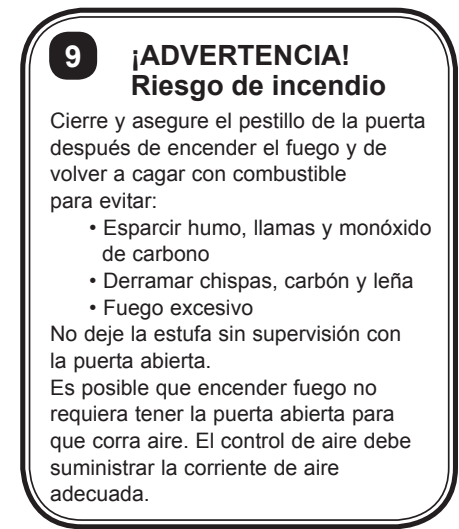 9 ¡ADVERTENCIA!
Riesgo de incendio
Cierre y asegure el pestillo de la puerta
después de encender el fuego y de
volver a cagar con combustible
para evitar:
• Esparcir humo, llamas y monóxido
de carbono
• Derramar chispas, carbón y leña
• Fuego excesivo
No deje la estufa sin supervisión con
la puerta abierta.
Es posible que encender fuego no
requiera tener la puerta abierta para
que corra aire. El control de aire debe
suministrar la corriente de aire
adecuada.